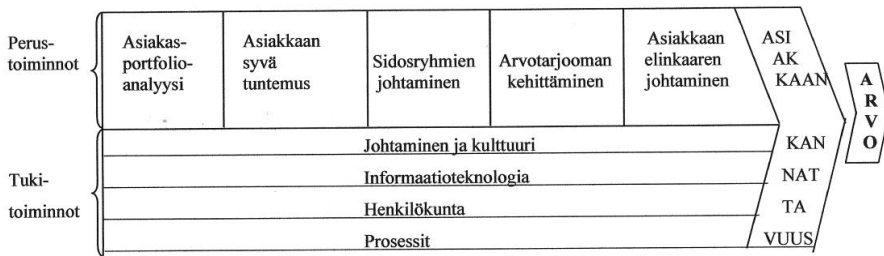 Perus-
toiminnot
Asiakas-
portfolio-
analyysi
Asiakkaan
syvä
tuntemus
Sidosryhmien
johtaminen
Arvotarjooman
kehittäminen
Asiakkaan
elinkaaren
johtaminen
ASI
AK
KAAN
Tuki-
toiminnot
Johtaminen ja kulttuuri
Informaatioteknologia
Henkilökunta
Prosessit
KAN
NAT
TA
VUUS
A
R
V
O